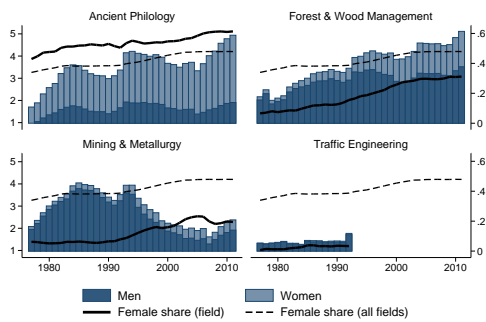 Ancient Philology
Forest & Wood Management
5
4
3
2
1
.6
.4
.2
0
Mining & Metallurgy
Traffic Engineering
5
4
3
2
1
.6
.4
.2
0
1980 1990 2000 2010
1980 1990 2000 2010
Men Women
Female share (field) Female share (all fields)